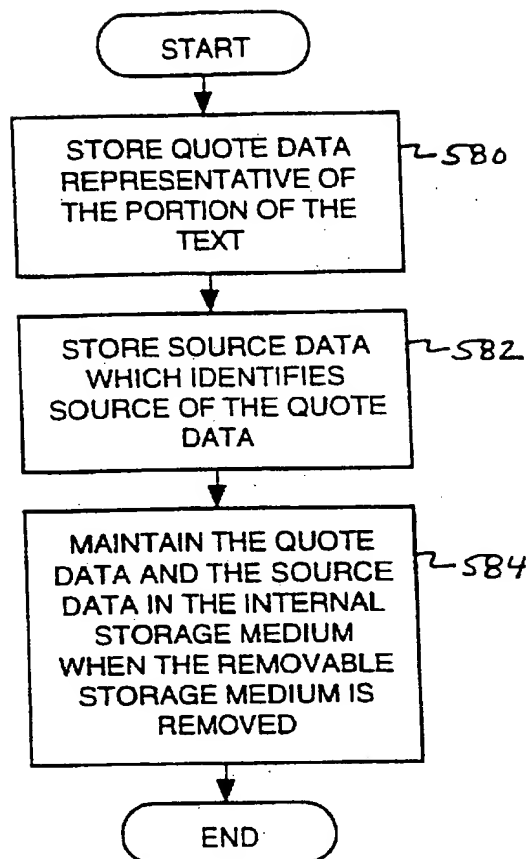 START
STORE QUOTE DATA
REPRESENTATIVE OF
THE PORTION OF THE
TEXT
580
STORE SOURCE DATA
WHICH IDENTIFIES
SOURCE OF THE QUOTE
DATA
582
MAINTAIN THE QUOTE
DATA AND THE SOURCE
DATA IN THE INTERNAL
STORAGE MEDIUM
WHEN THE REMOVABLE
STORAGE MEDIUM IS
REMOVED
584
END